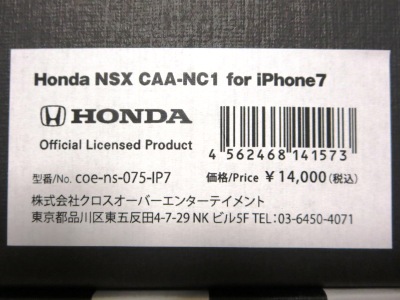 Honda NSX CAA-NC1 for iPhone7
HONDA
Official Licensed Product
4 562468 141573
型番/No. coe-ns-075-IP7
価格/Price ¥14,000(税込)
株式会社クロスオーバーエンターテイメント
東京都品川区東五反田4-7-29 NK ビル5F TEL:03-6450-4071